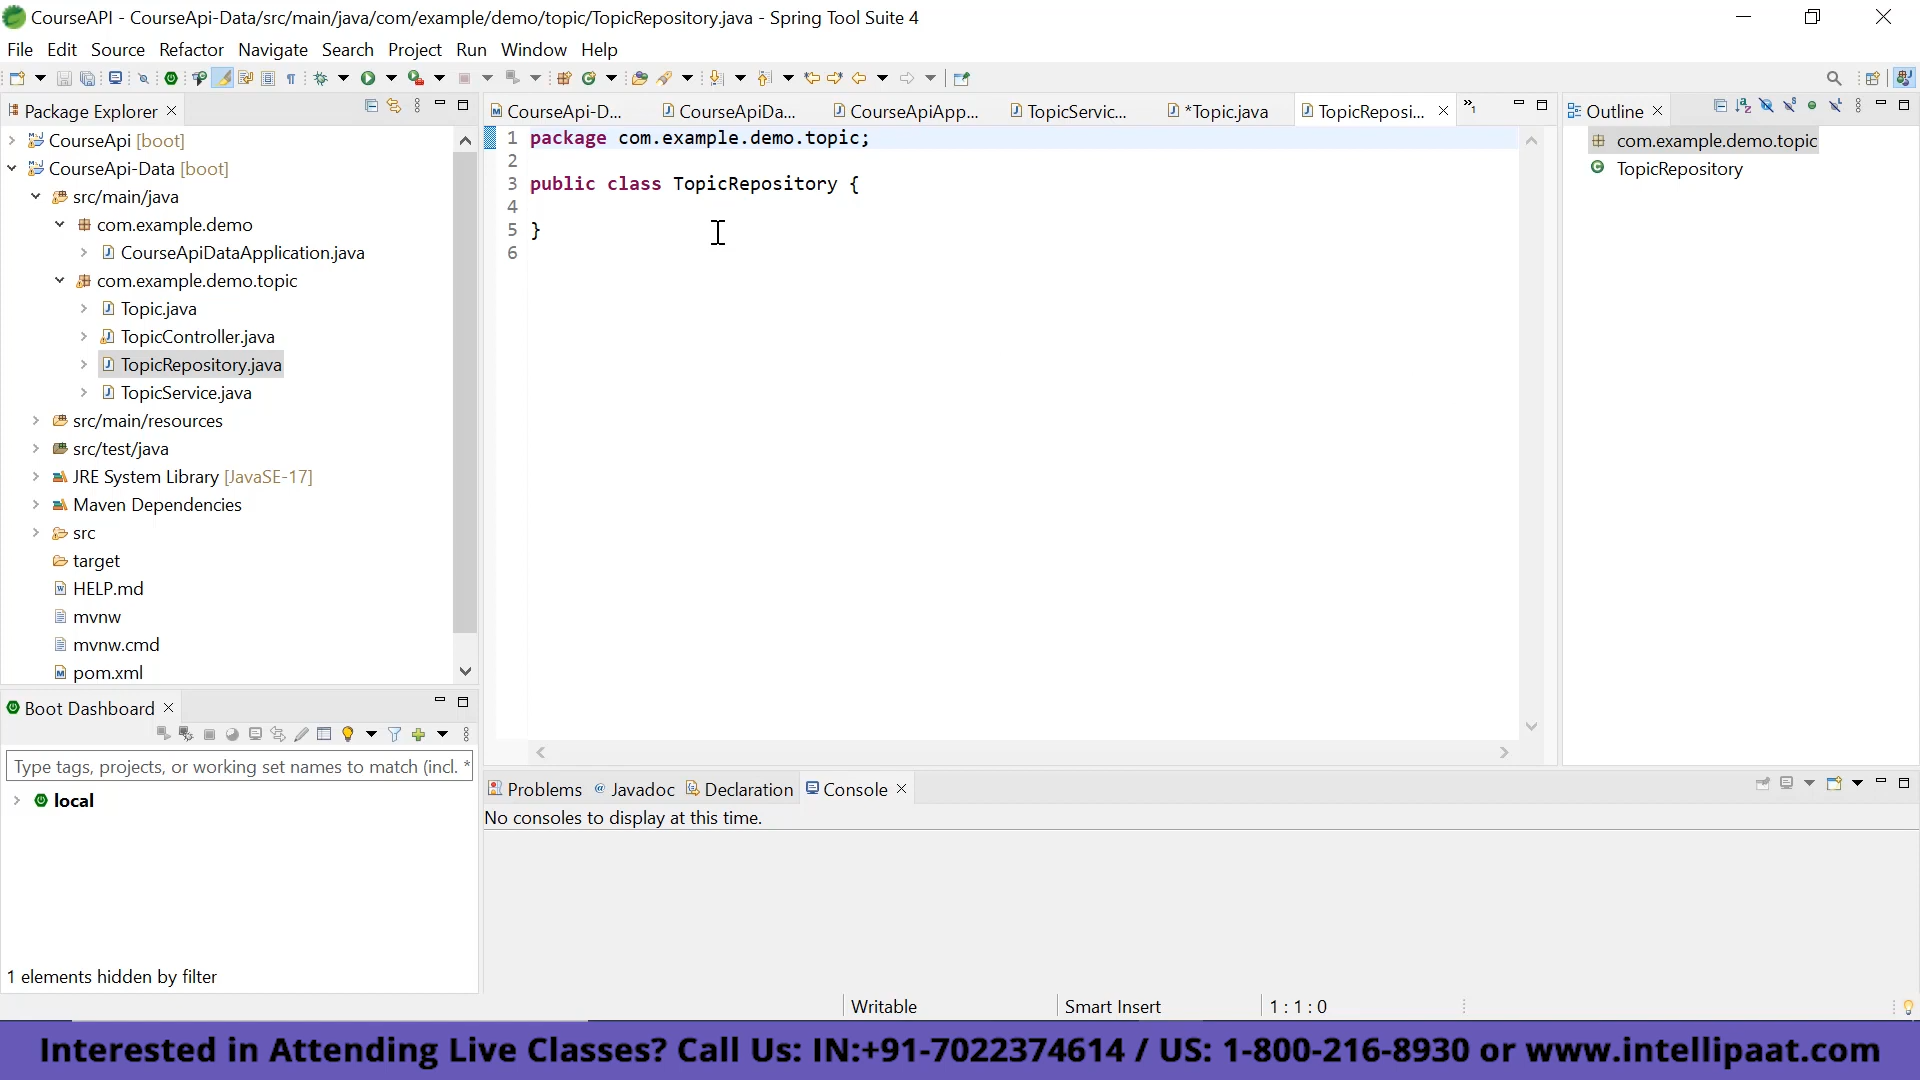 CourseAPI - CourseApi-Data/src/main/java/com/example/demo/topic/TopicRepository.java - Spring Tool Suite 4
File Edit Source Refactor Navigate Search Project Run Window Help
Package Explorer
CourseApi [boot]
CourseApi-Data [boot]
src/main/java
com.example.demo
CourseApiDataApplication.java
com.example.demo.topic
Topic.java
TopicController.java
TopicRepository.java
TopicService.java
src/main/resources
src/test/java
JRE System Library [JavaSE-17]
Maven Dependencies
src
target
HELP.md
mvnw
mvnw.cmd
pom.xml
Boot Dashboard
Type tags, projects, or working set names to match (incl. *
local
1 elements hidden by filter
CourseApi-D... CourseApiDa... CourseApiApp... TopicServic... *Topic.java TopicReposi... »1
1 package com.example.demo.topic;
2
3 public class TopicRepository {
4
5 }
6
Outline
com.example.demo.topic
TopicRepository
Problems @ Javadoc Declaration Console
No consoles to display at this time.
Writable Smart Insert 1 : 1 : 0
Interested in Attending Live Classes? Call Us: IN:+91-7022374614 / US: 1-800-216-8930 or www.intellipaat.com